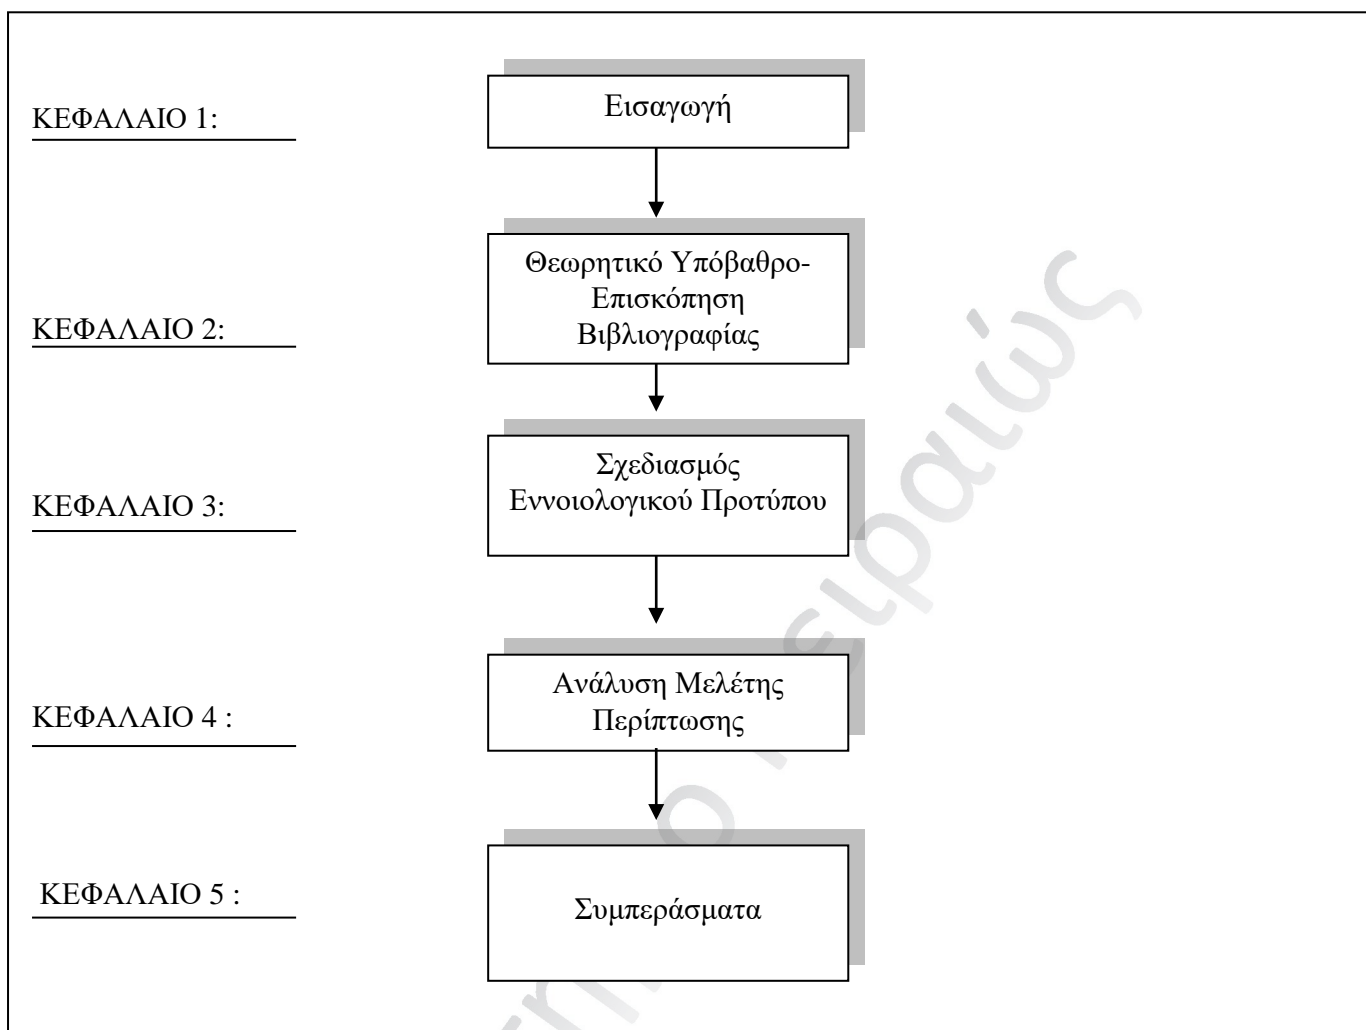 ΚΕΦΑΛΑΙΟ 1:
Εισαγωγή
ΚΕΦΑΛΑΙΟ 2:
Θεωρητικό Υπόβαθρο-
Επισκόπηση
Βιβλιογραφίας
ΚΕΦΑΛΑΙΟ 3:
Σχεδιασμός
Εννοιολογικού Προτύπου
ΚΕΦΑΛΑΙΟ 4 :
Ανάλυση Μελέτης
Περίπτωσης
ΚΕΦΑΛΑΙΟ 5 :
Συμπεράσματα